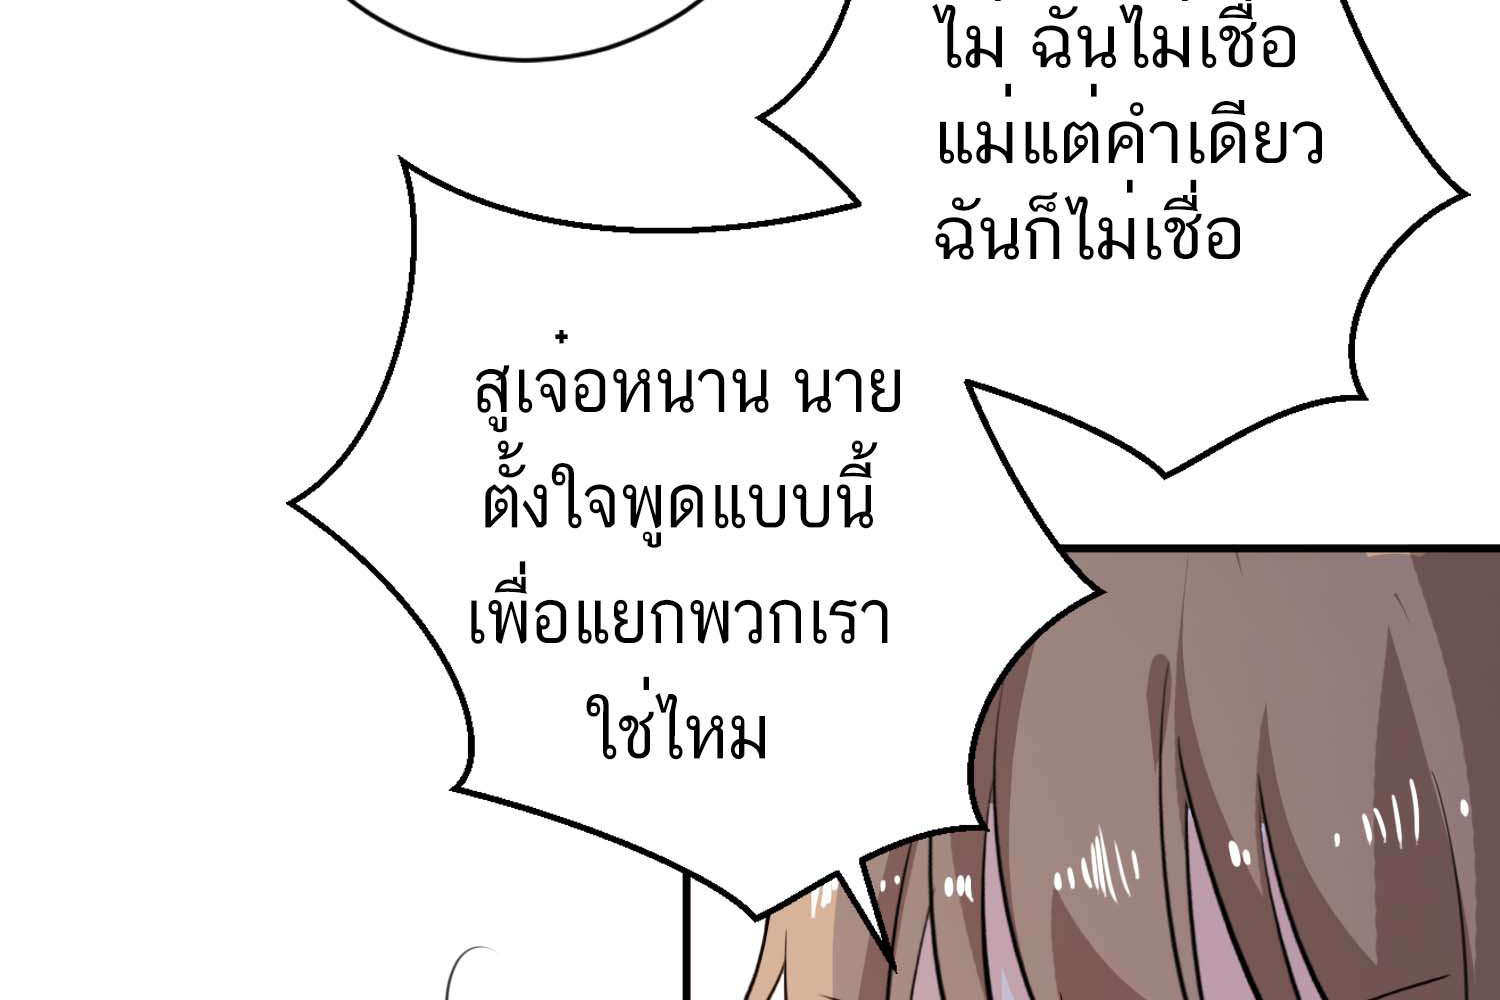 ไม่ ฉันไม่เชื่อ
แม่แต่คำเดียว
ฉันก็ไม่เชื่อ
สูเจ๋อหนาน นาย
ตั้งใจพูดแบบนี้
เพื่อแยกพวกเรา
ใช่ไหม